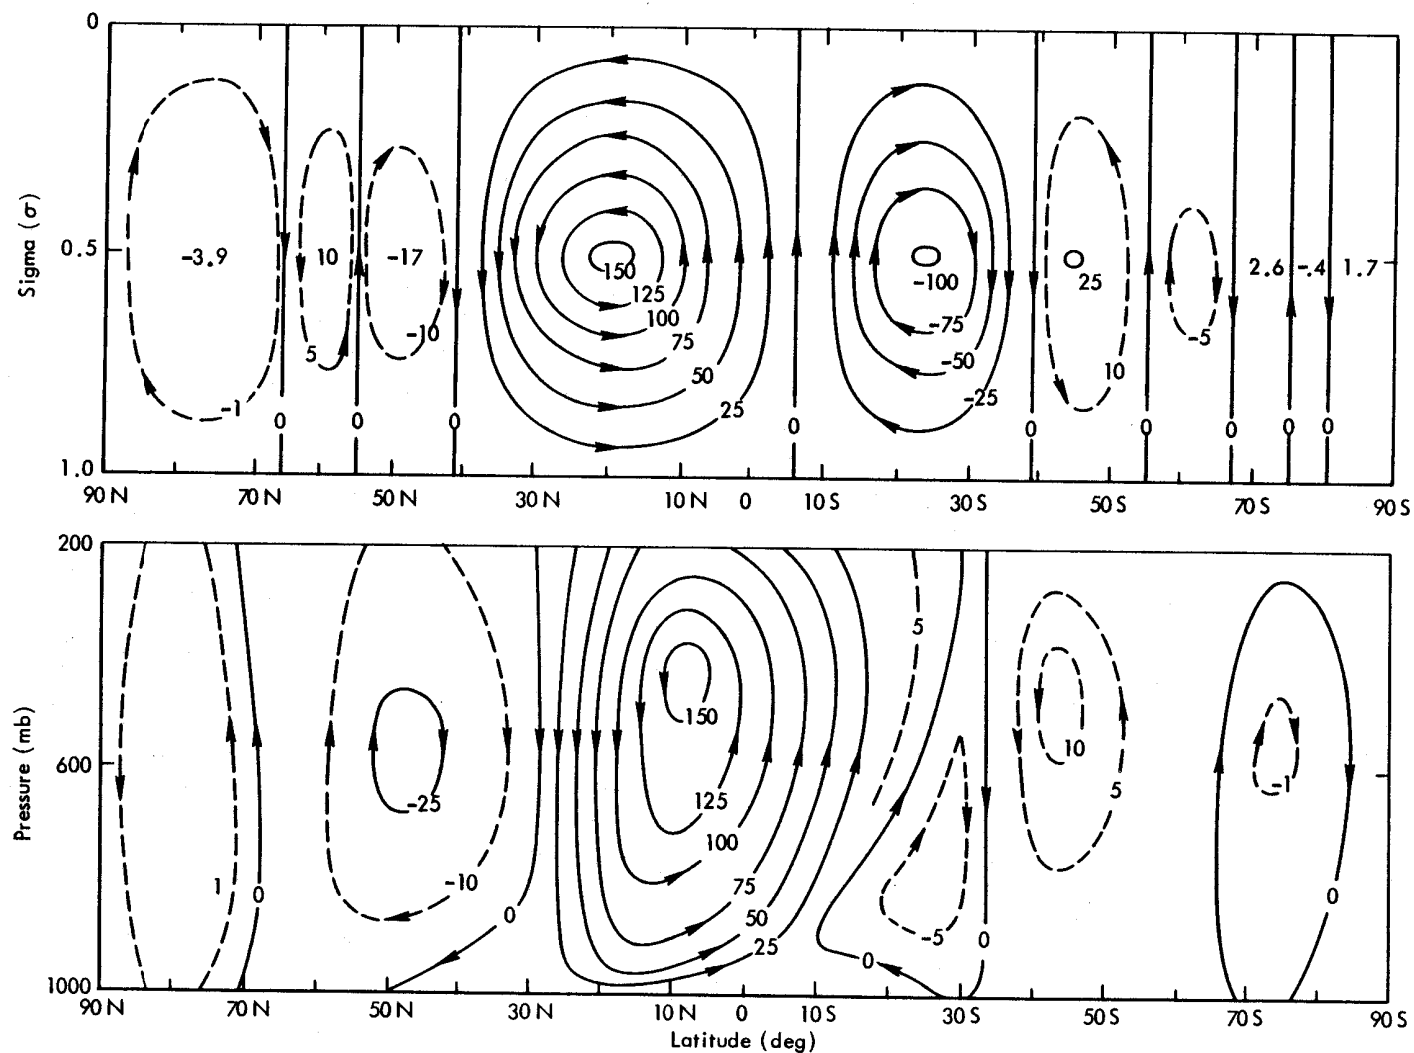 0
Sigma (σ)
0.5
1.0
-3.9
10
-17
150
125
100
75
50
25
-100
-75
-50
-25
25
10
-5
2.6
-.4
1.7
5
-10
-1
0
0
0
0
0
0
0
0
0
90 N
70 N
50 N
30 N
10 N
0
10 S
30 S
50 S
70 S
90 S
200
Pressure (mb)
600
1000
1
0
-25
-10
0
150
125
100
75
50
25
5
-5
0
0
10
5
-1
0
90 N
70 N
50 N
30 N
10 N
0
10 S
30 S
50 S
70 S
90 S
Latitude (deg)